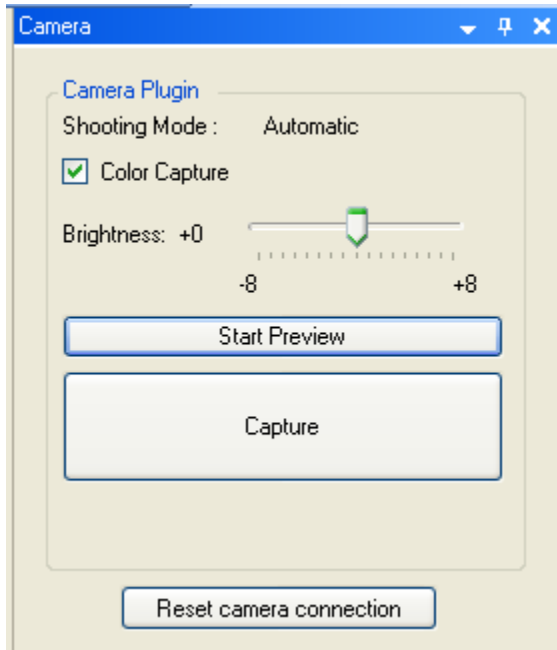 Camera
Camera Plugin
Shooting Mode : Automatic
Color Capture
Brightness: +0
-8 +8
Start Preview
Capture
Reset camera connection